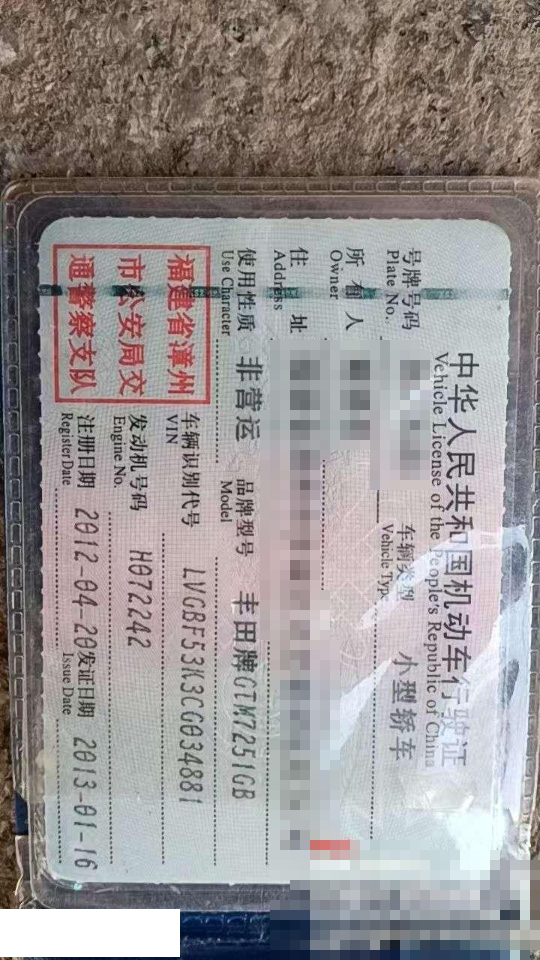 中华人民共和国机动车行驶证
Vehicle License of the People's Republic of China
号牌号码
Plate No.
车辆类型 小型轿车
Vehicle Type
所有人
Owner
住址
Address
使用性质 非营运
Use Character
品牌型号 丰田牌GTM7251GB
Model
福建省漳州
市公安局交
通警察支队
车辆识别代号 LVGBF53K3CG034881
VIN
发动机号码 H072242
Engine No.
注册日期 2012-04-20
Register Date
发证日期 2013-01-16
Issue Date